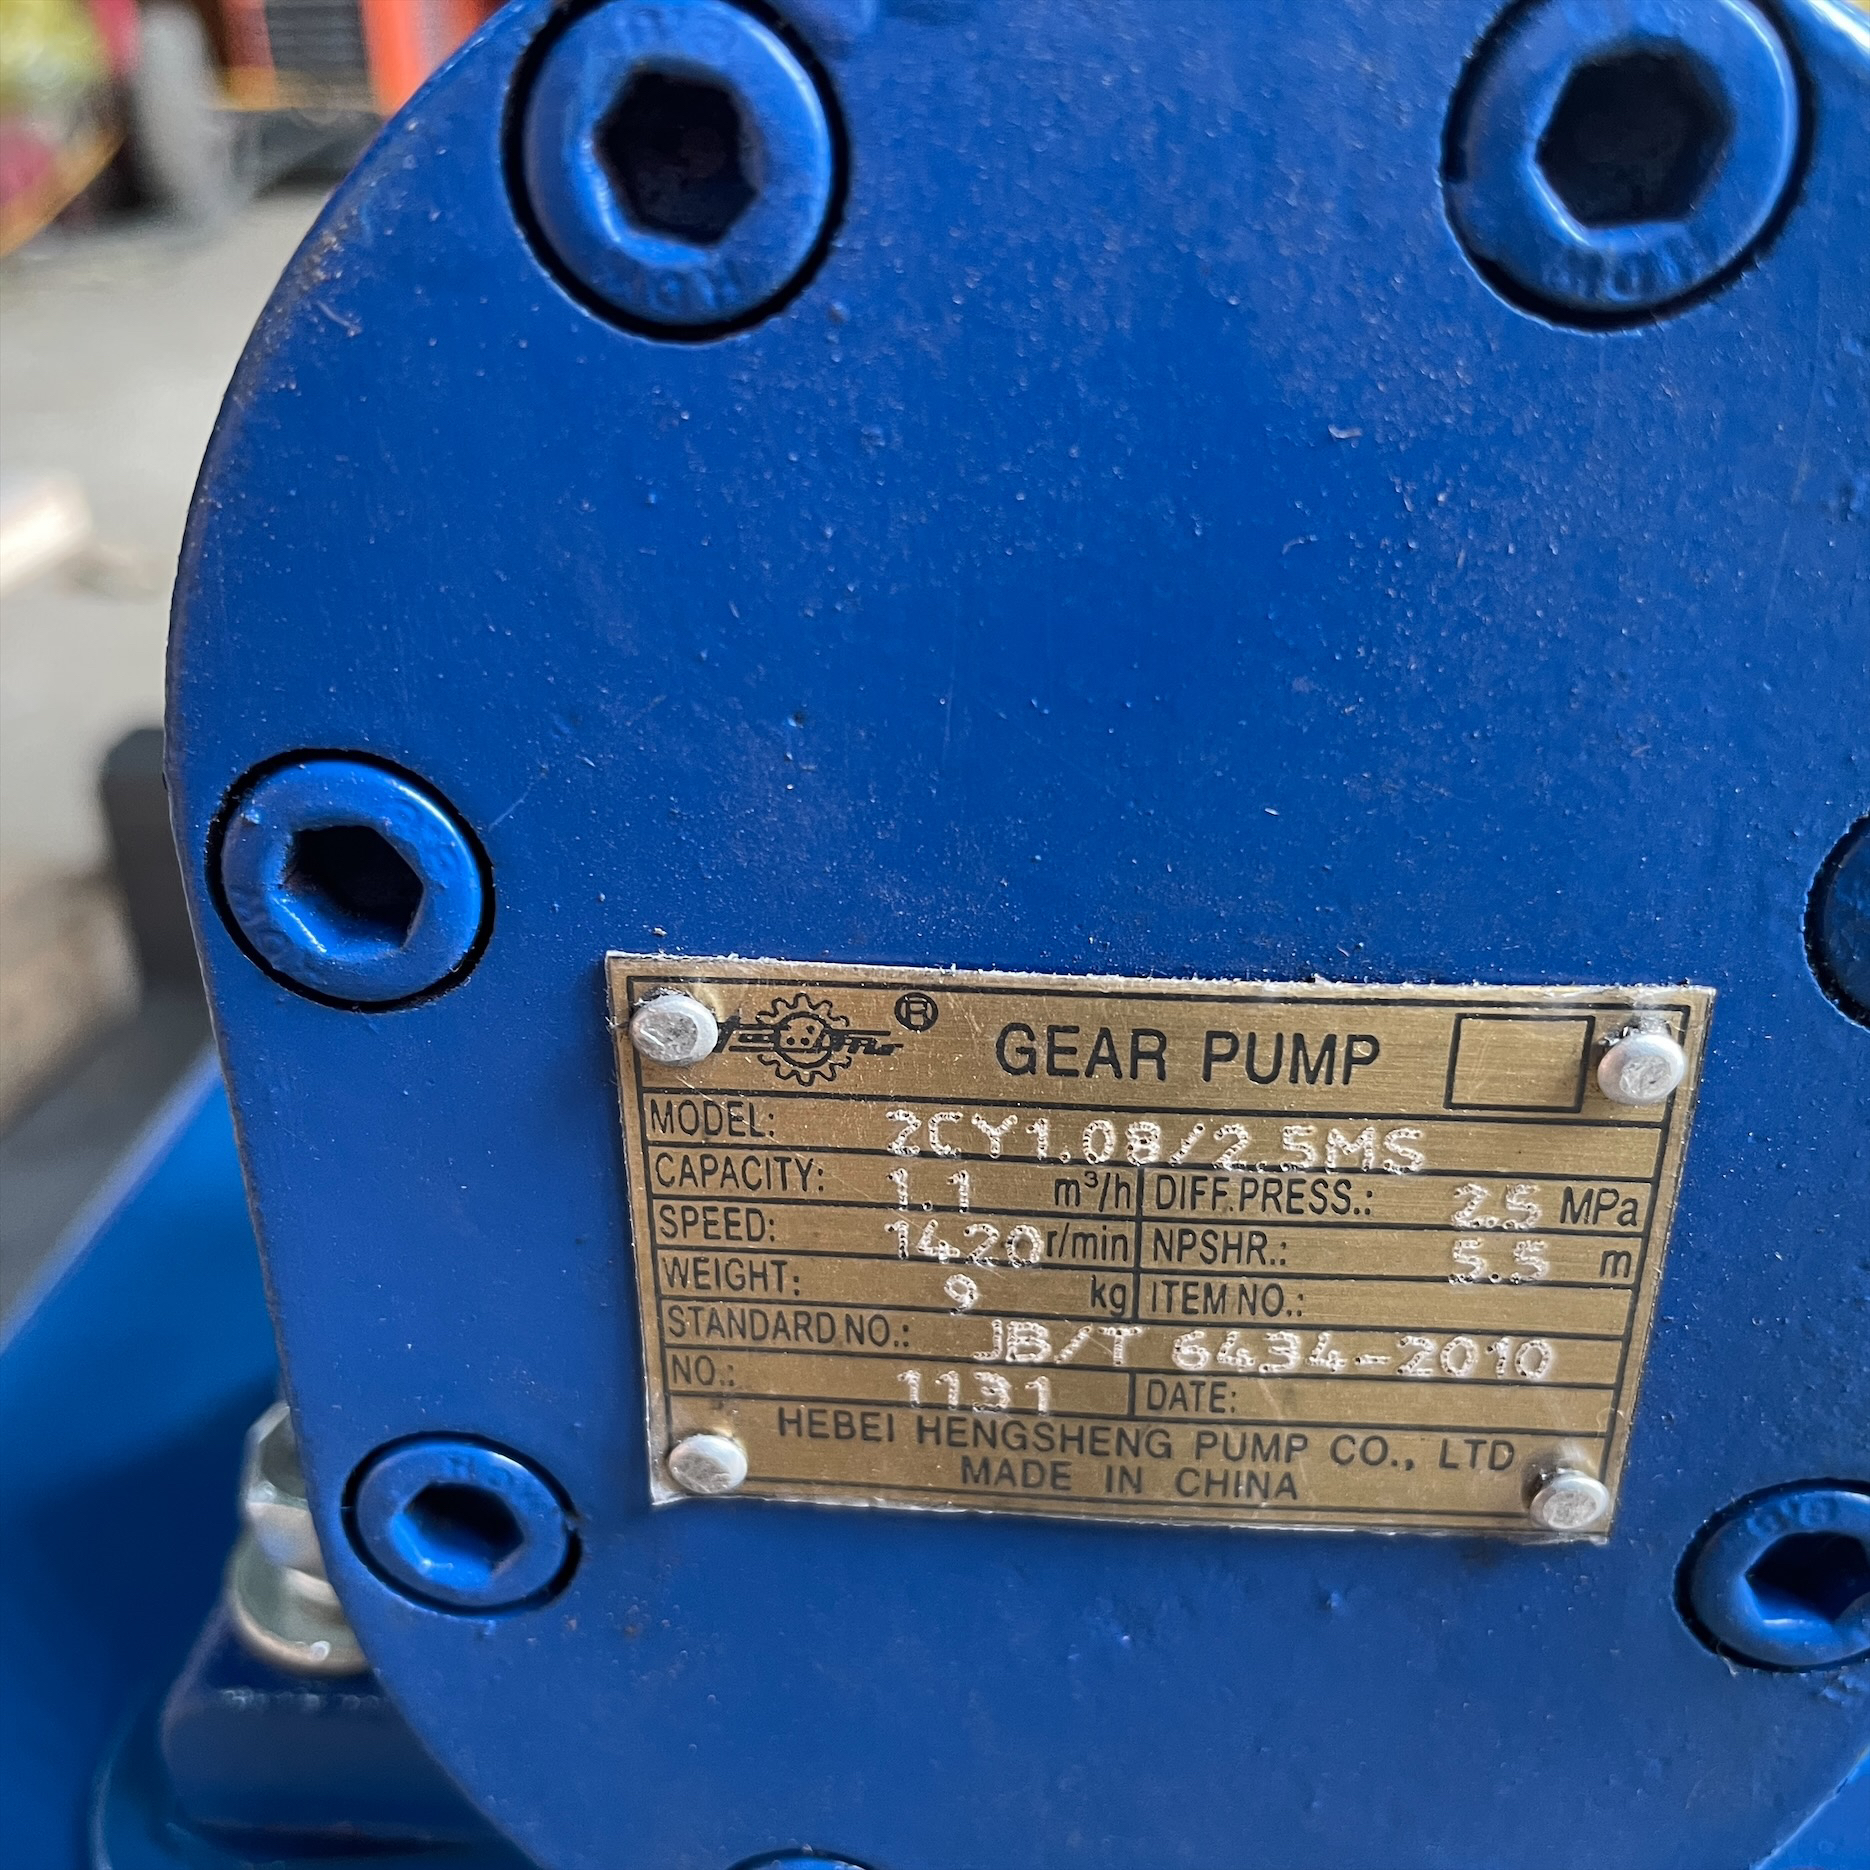 ® GEAR PUMP
MODEL: 2CY1.08/2.5MS
CAPACITY: 1.1 m³/h DIFF.PRESS.: 2.5 MPa
SPEED: 1420 r/min NPSHR.: 5.5 m
WEIGHT: 9 kg ITEM NO.:
STANDARD NO.: JB/T 6434-2010
NO.: 1131 DATE:
HEBEI HENGSHENG PUMP CO., LTD
MADE IN CHINA